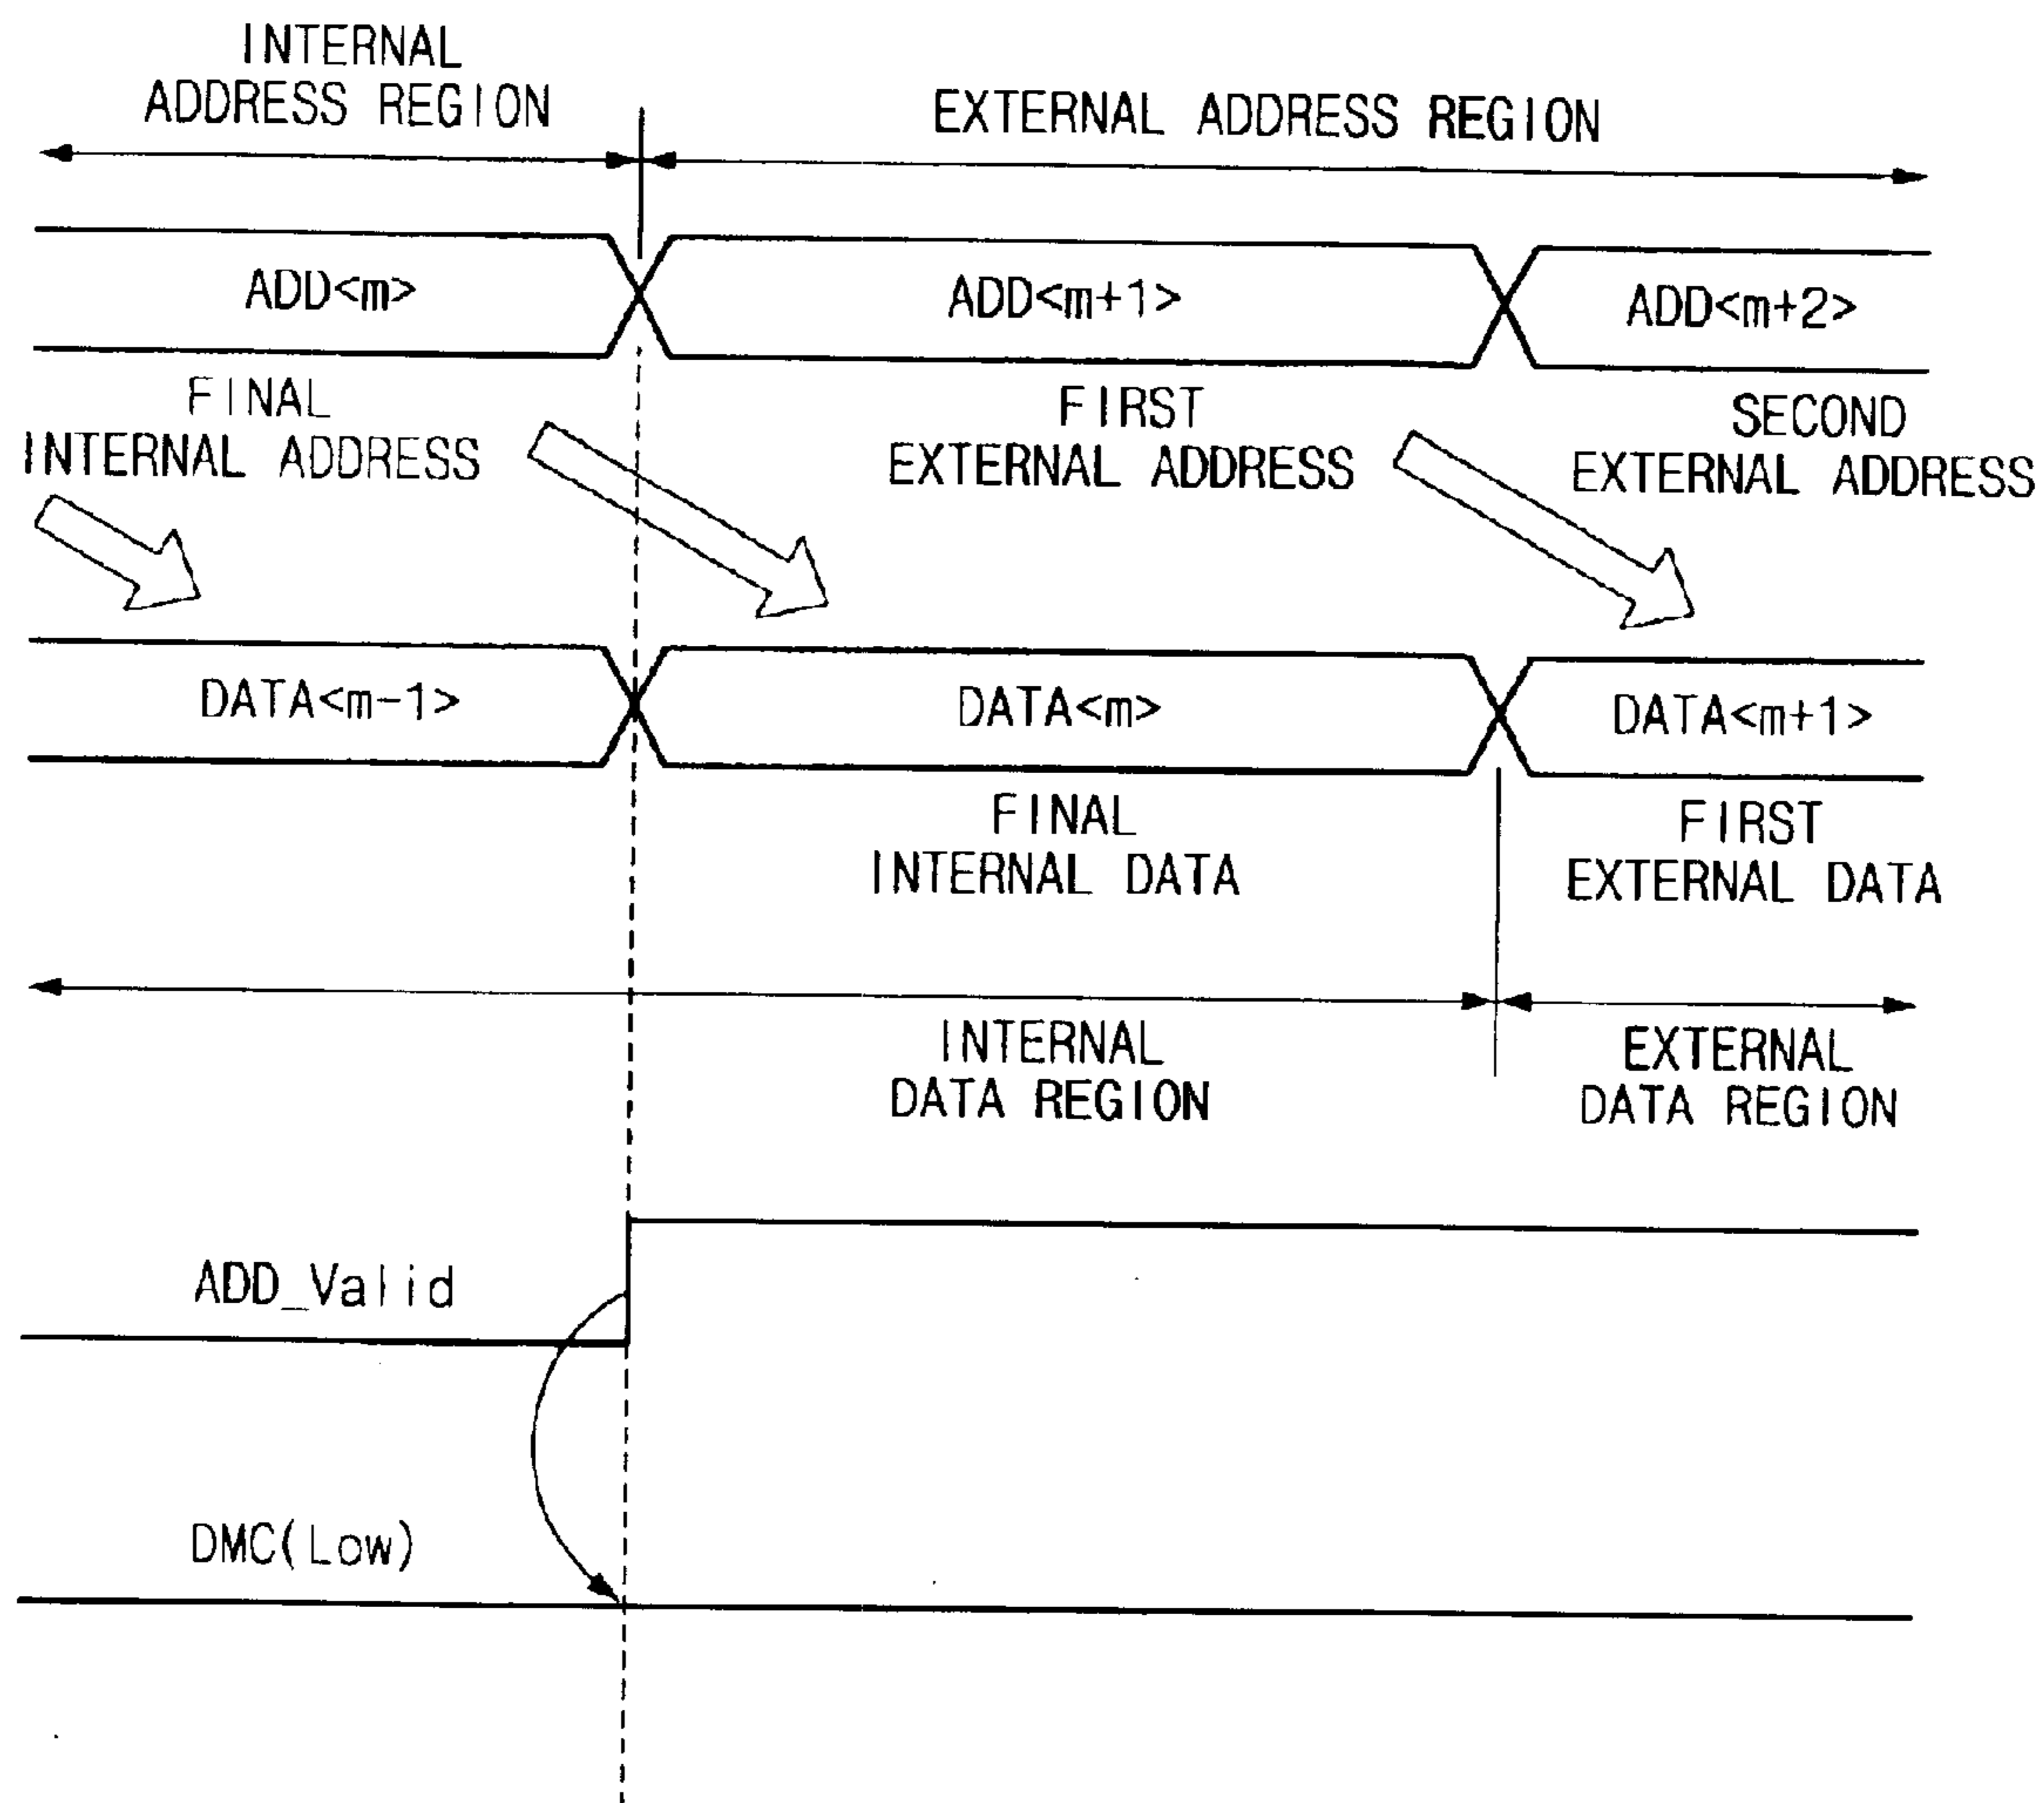 INTERNAL
ADDRESS REGION
EXTERNAL ADDRESS REGION
ADD<m>
ADD<m+1>
ADD<m+2>
FINAL
INTERNAL ADDRESS
FIRST
EXTERNAL ADDRESS
SECOND
EXTERNAL ADDRESS
DATA<m-1>
DATA<m>
DATA<m+1>
FINAL
INTERNAL DATA
FIRST
EXTERNAL DATA
INTERNAL
DATA REGION
EXTERNAL
DATA REGION
ADD_Valid
DMC(Low)